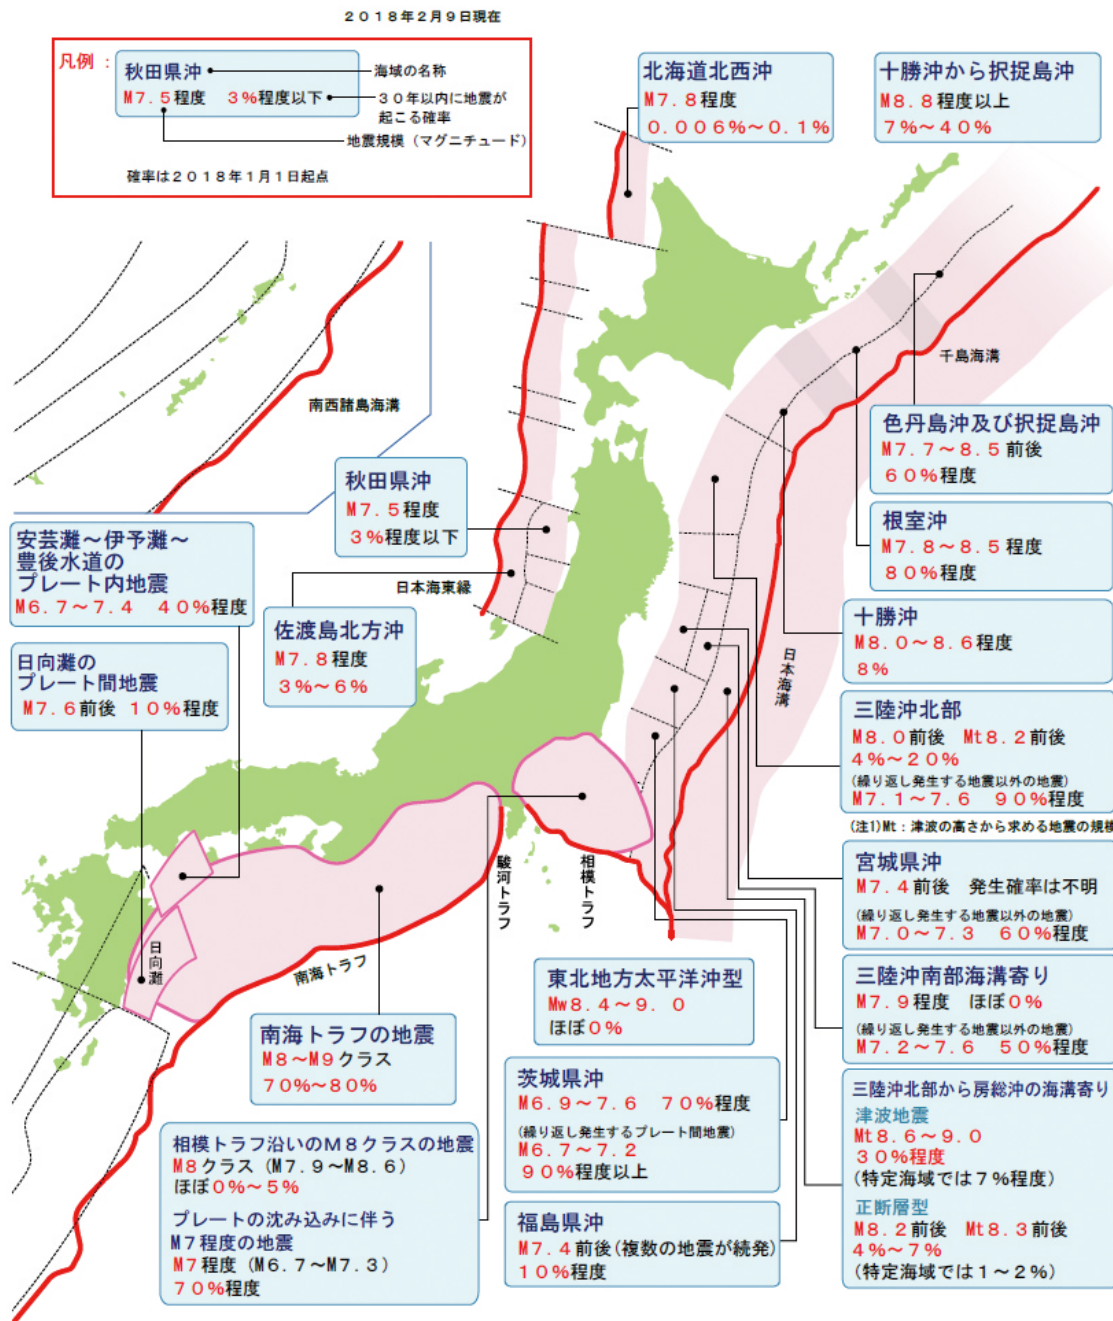 2018年2月9日現在
凡例：
秋田県沖
M7.5程度　3%程度以下
海域の名称
30年以内に地震が
起こる確率
地震規模（マグニチュード）
確率は2018年1月1日起点
北海道北西沖
M7.8程度
0.006%～0.1%
十勝沖から択捉島沖
M8.8程度以上
7%～40%
千島海溝
南西諸島海溝
色丹島沖及び択捉島沖
M7.7～8.5前後
60%程度
秋田県沖
M7.5程度
3%程度以下
根室沖
M7.8～8.5程度
80%程度
安芸灘～伊予灘～
豊後水道の
プレート内地震
M6.7～7.4　40%程度
日本海東縁
佐渡島北方沖
M7.8程度
3%～6%
十勝沖
M8.0～8.6程度
8%
日向灘の
プレート間地震
M7.6前後　10%程度
日本海溝
三陸沖北部
M8.0前後　Mt8.2前後
4%～20%
(繰り返し発生する地震以外の地震)
M7.1～7.6　90%程度
(注1)Mt：津波の高さから求める地震の規模
駿河トラフ
相模トラフ
宮城県沖
M7.4前後　発生確率は不明
(繰り返し発生する地震以外の地震)
M7.0～7.3　60%程度
日向灘
南海トラフ
東北地方太平洋沖型
Mw8.4～9.0
ほぼ0%
三陸沖南部海溝寄り
M7.9程度　ほぼ0%
(繰り返し発生する地震以外の地震)
M7.2～7.6　50%程度
南海トラフの地震
M8～M9クラス
70%～80%
茨城県沖
M6.9～7.6　70%程度
(繰り返し発生するプレート間地震)
M6.7～7.2
90%程度以上
三陸沖北部から房総沖の海溝寄り
津波地震
Mt8.6～9.0
30%程度
(特定海域では7%程度)
正断層型
M8.2前後　Mt8.3前後
4%～7%
(特定海域では1～2%)
相模トラフ沿いのM8クラスの地震
M8クラス（M7.9～M8.6）
ほぼ0%～5%
プレートの沈み込みに伴う
M7程度の地震
M7程度（M6.7～M7.3）
70%程度
福島県沖
M7.4前後(複数の地震が続発)
10%程度